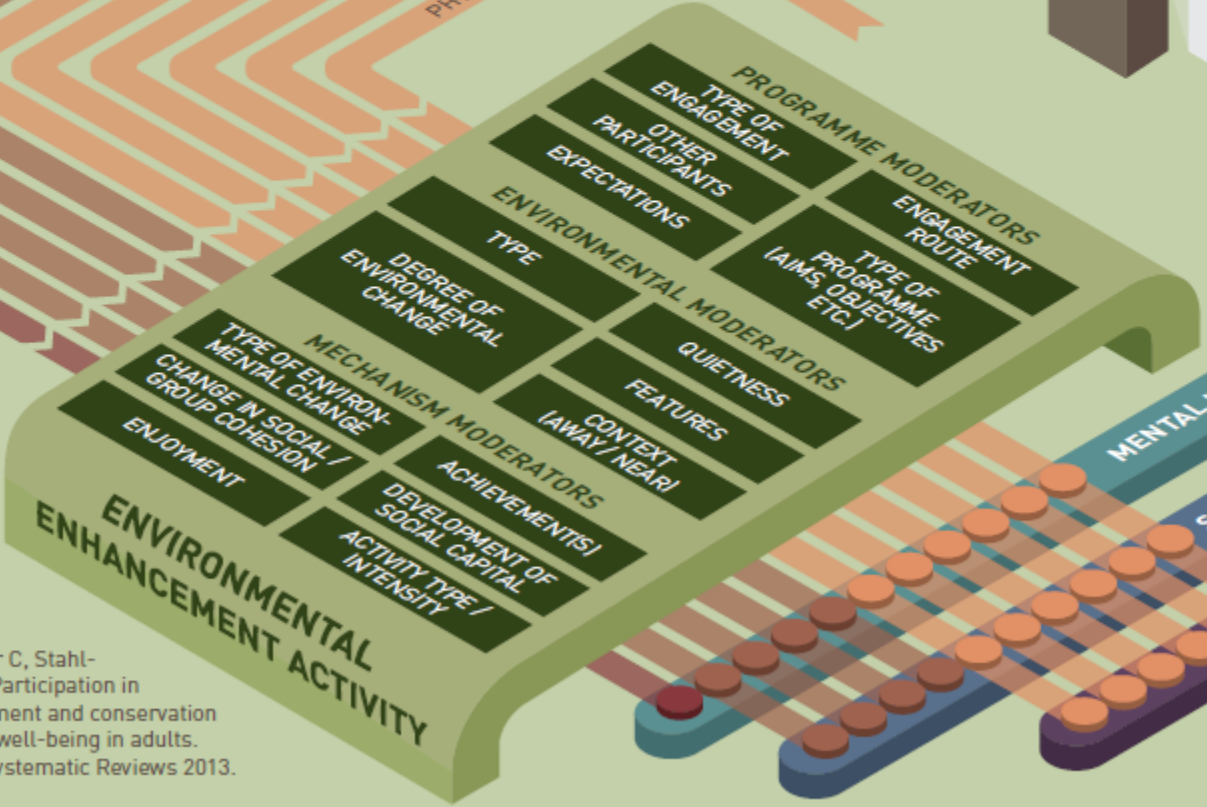 PROGRAMME MODERATORS
TYPE OF
ENGAGEMENT
OTHER
PARTICIPANTS
EXPECTATIONS
ENGAGEMENT
ROUTE
TYPE OF
PROGRAMME
(AIMS, OBJECTIVES
ETC.)
ENVIRONMENTAL MODERATORS
TYPE
DEGREE OF
ENVIRONMENTAL
CHANGE
QUIETNESS
FEATURES
CONTEXT
(AWAY / NEAR)
MECHANISM MODERATORS
TYPE OF ENVIRON-
MENTAL CHANGE
CHANGE IN SOCIAL /
GROUP COHESION
ENJOYMENT
ACHIEVEMENT(S)
DEVELOPMENT OF
SOCIAL CAPITAL
ACTIVITY TYPE /
INTENSITY
ENVIRONMENTAL
ENHANCEMENT ACTIVITY
MENTAL
C, Stahl-
Participation in
ment and conservation
well-being in adults.
ystematic Reviews 2013.